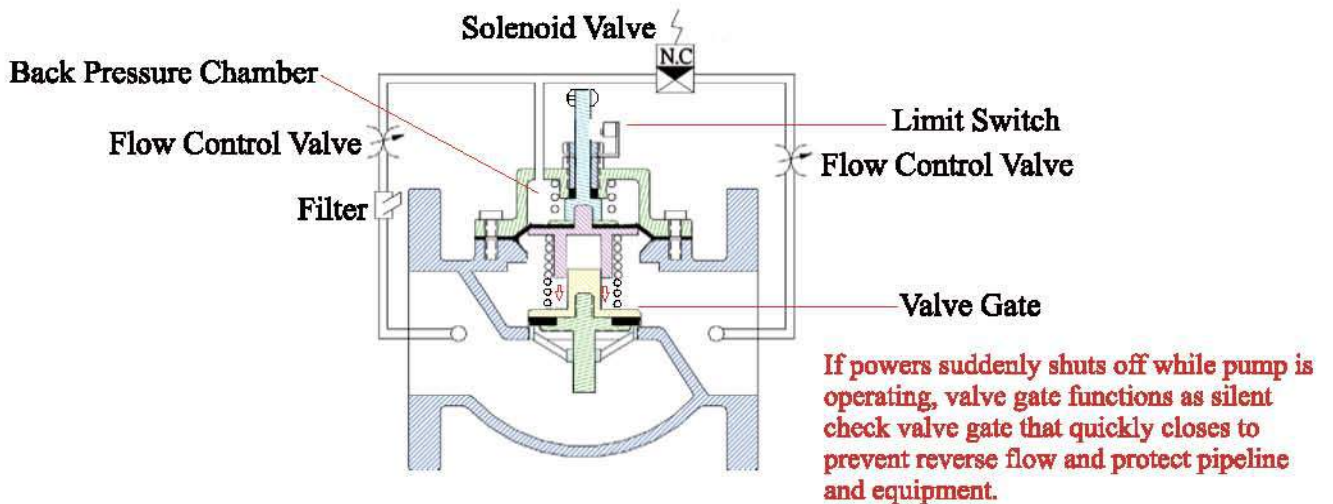 Solenoid Valve
N.C
Back Pressure Chamber
Limit Switch
Flow Control Valve
Flow Control Valve
Filter
Valve Gate
If powers suddenly shuts off while pump is
operating, valve gate functions as silent
check valve gate that quickly closes to
prevent reverse flow and protect pipeline
and equipment.